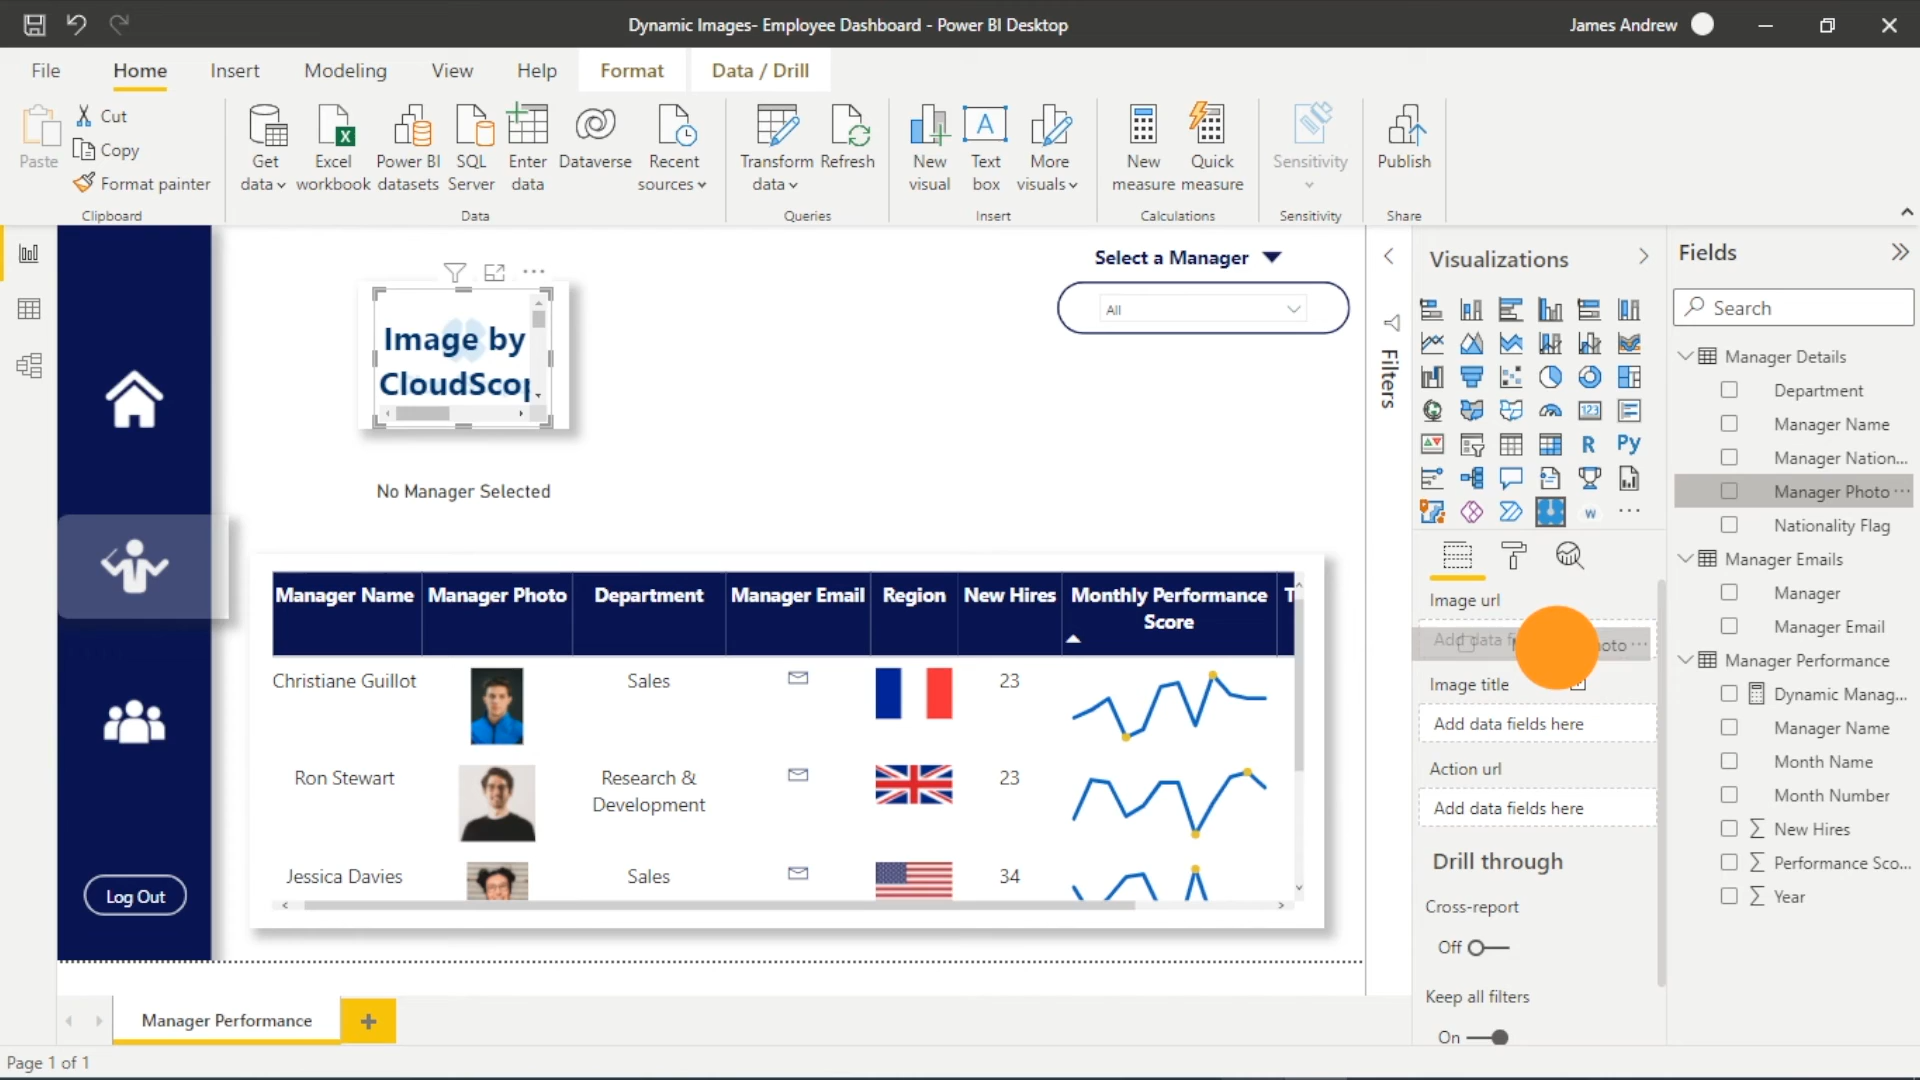 Dynamic Images- Employee Dashboard - Power BI Desktop
James Andrew
File Home Insert Modeling View Help Format Data / Drill
Paste
Cut
Copy
Format painter
Clipboard
Get data
Excel workbook
Power BI datasets
SQL Server
Enter data
Dataverse
Recent sources
Data
Transform data
Refresh
Queries
New visual
Text box
More visuals
Insert
New measure
Quick measure
Calculations
Sensitivity
Sensitivity
Publish
Share
Select a Manager
All
Image by
CloudScop
No Manager Selected
Log Out
Manager Name Manager Photo Department Manager Email Region New Hires Monthly Performance Score T
Christiane Guillot Sales 23
Ron Stewart Research & Development 23
Jessica Davies Sales 34
Manager Performance
Page 1 of 1
Filters
Visualizations
123
R
Py
W
Image url
Add data
oto ...
Image title
Add data fields here
Action url
Add data fields here
Drill through
Cross-report
Off
Keep all filters
On
Fields
Search
Manager Details
Department
Manager Name
Manager Nation...
Manager Photo ...
Nationality Flag
Manager Emails
Manager
Manager Email
Manager Performance
Dynamic Manag...
Manager Name
Month Name
Month Number
New Hires
Performance Sco...
Year